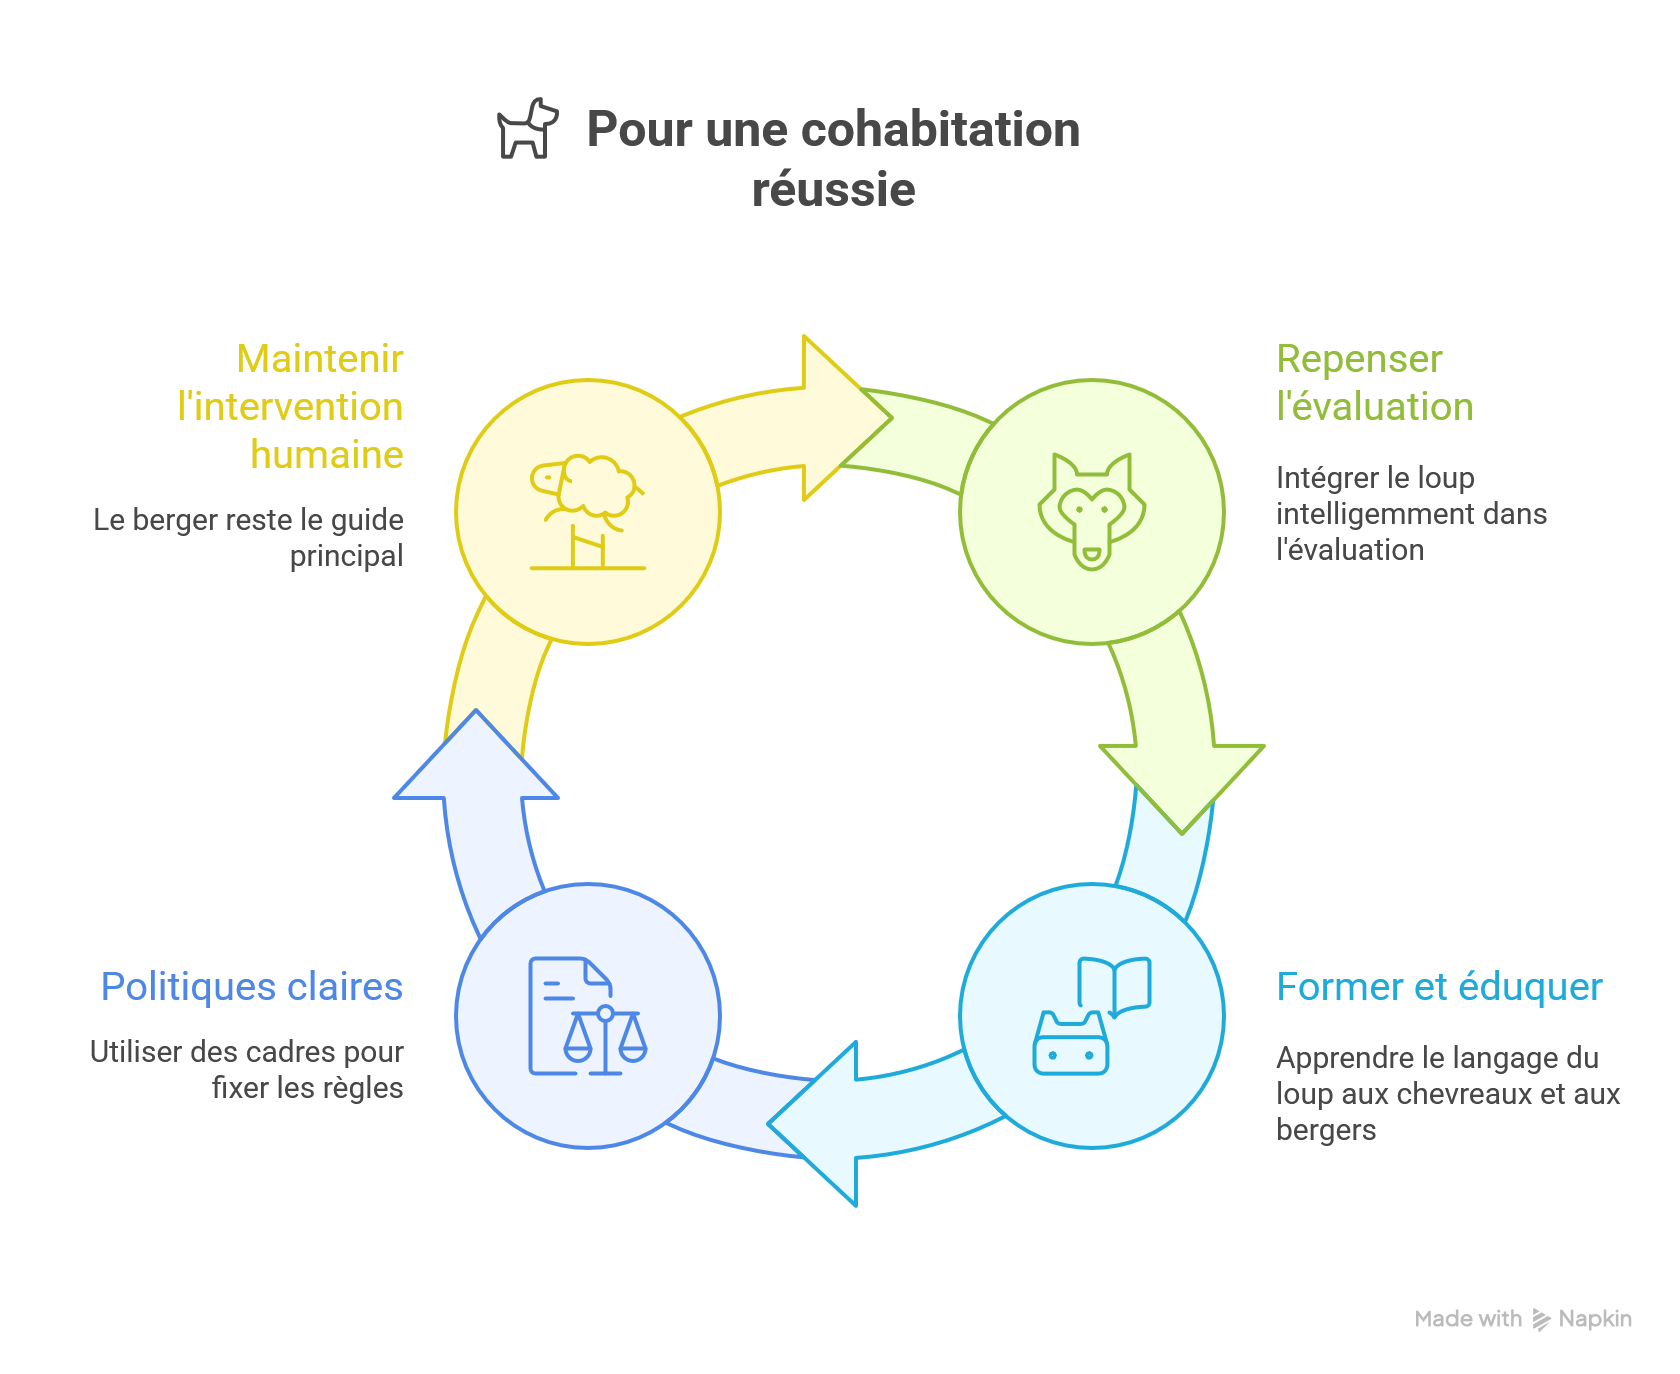 Pour une cohabitation
réussie
Maintenir
l'intervention
humaine
Le berger reste le guide
principal
Repenser
l'évaluation
Intégrer le loup
intelligemment dans
l'évaluation
Politiques claires
Utiliser des cadres pour
fixer les règles
Former et éduquer
Apprendre le langage du
loup aux chevreaux et aux
bergers
Made with Napkin